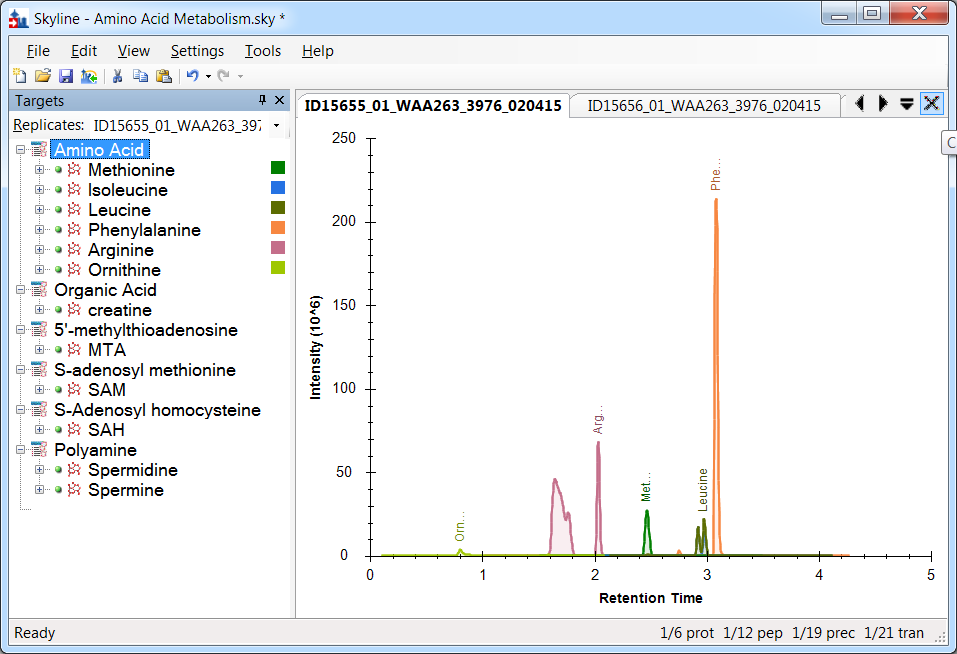 Skyline - Amino Acid Metabolism.sky *
File Edit View Settings Tools Help
Targets
Replicates: ID15655_01_WAA263_397
Amino Acid
Methionine
Isoleucine
Leucine
Phenylalanine
Arginine
Ornithine
Organic Acid
creatine
5'-methylthioadenosine
MTA
S-adenosyl methionine
SAM
S-Adenosyl homocysteine
SAH
Polyamine
Spermidine
Spermine
ID15655_01_WAA263_3976_020415 ID15656_01_WAA263_3976_020415
250
200
150
100
50
0
Intensity (10^6)
Orn...
Arg...
Met...
Leucine
Phe...
0 1 2 3 4 5
Retention Time
C
Ready
1/6 prot 1/12 pep 1/19 prec 1/21 tran